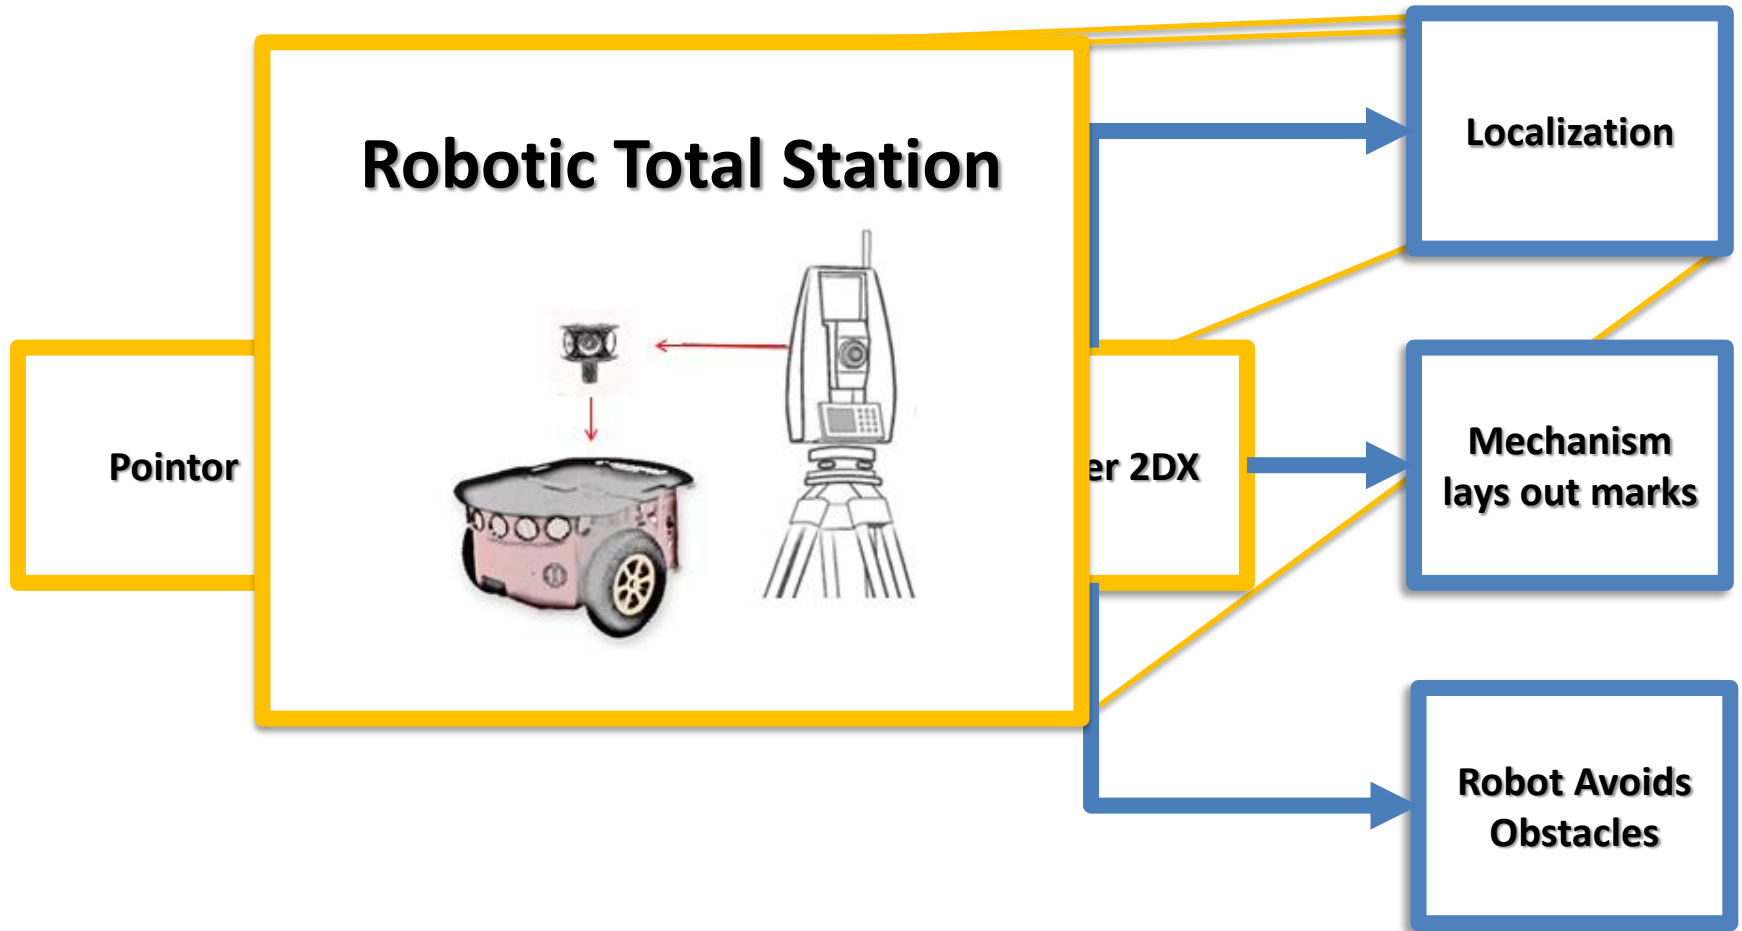 Robotic Total Station
Localization
Pointor
er 2DX
Mechanism
lays out marks
Robot Avoids
Obstacles